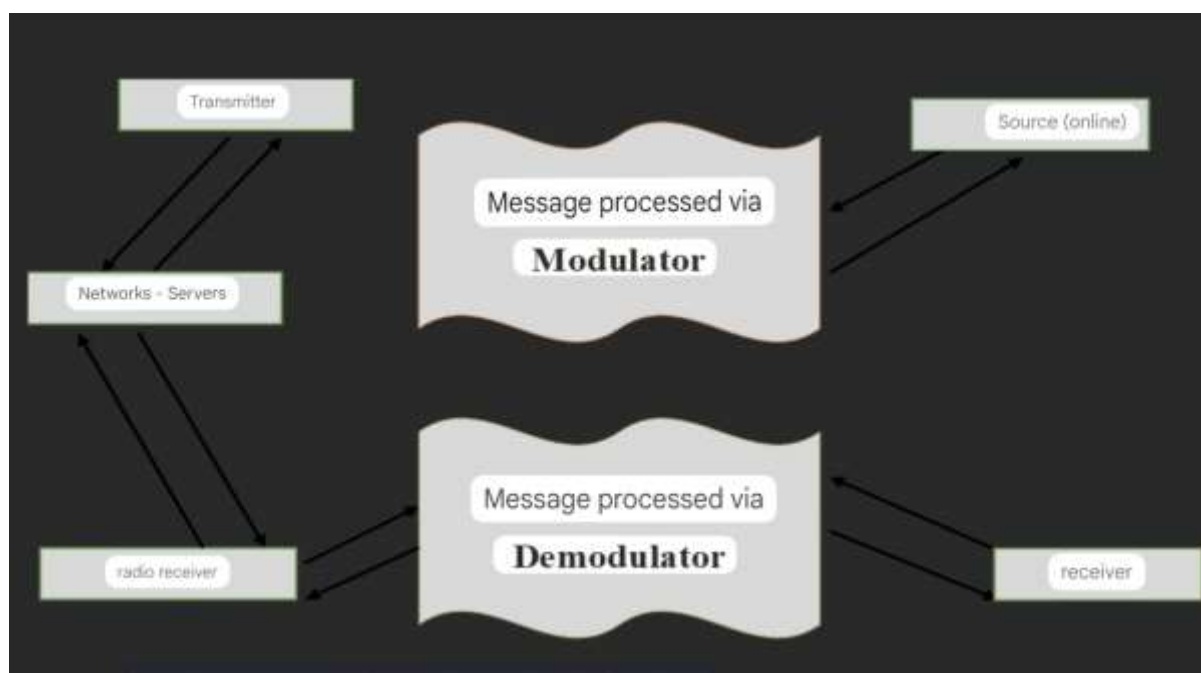 Transmitter
Source (online)
Message processed via
Modulator
Networks - Servers
Message processed via
Demodulator
radio receiver
receiver